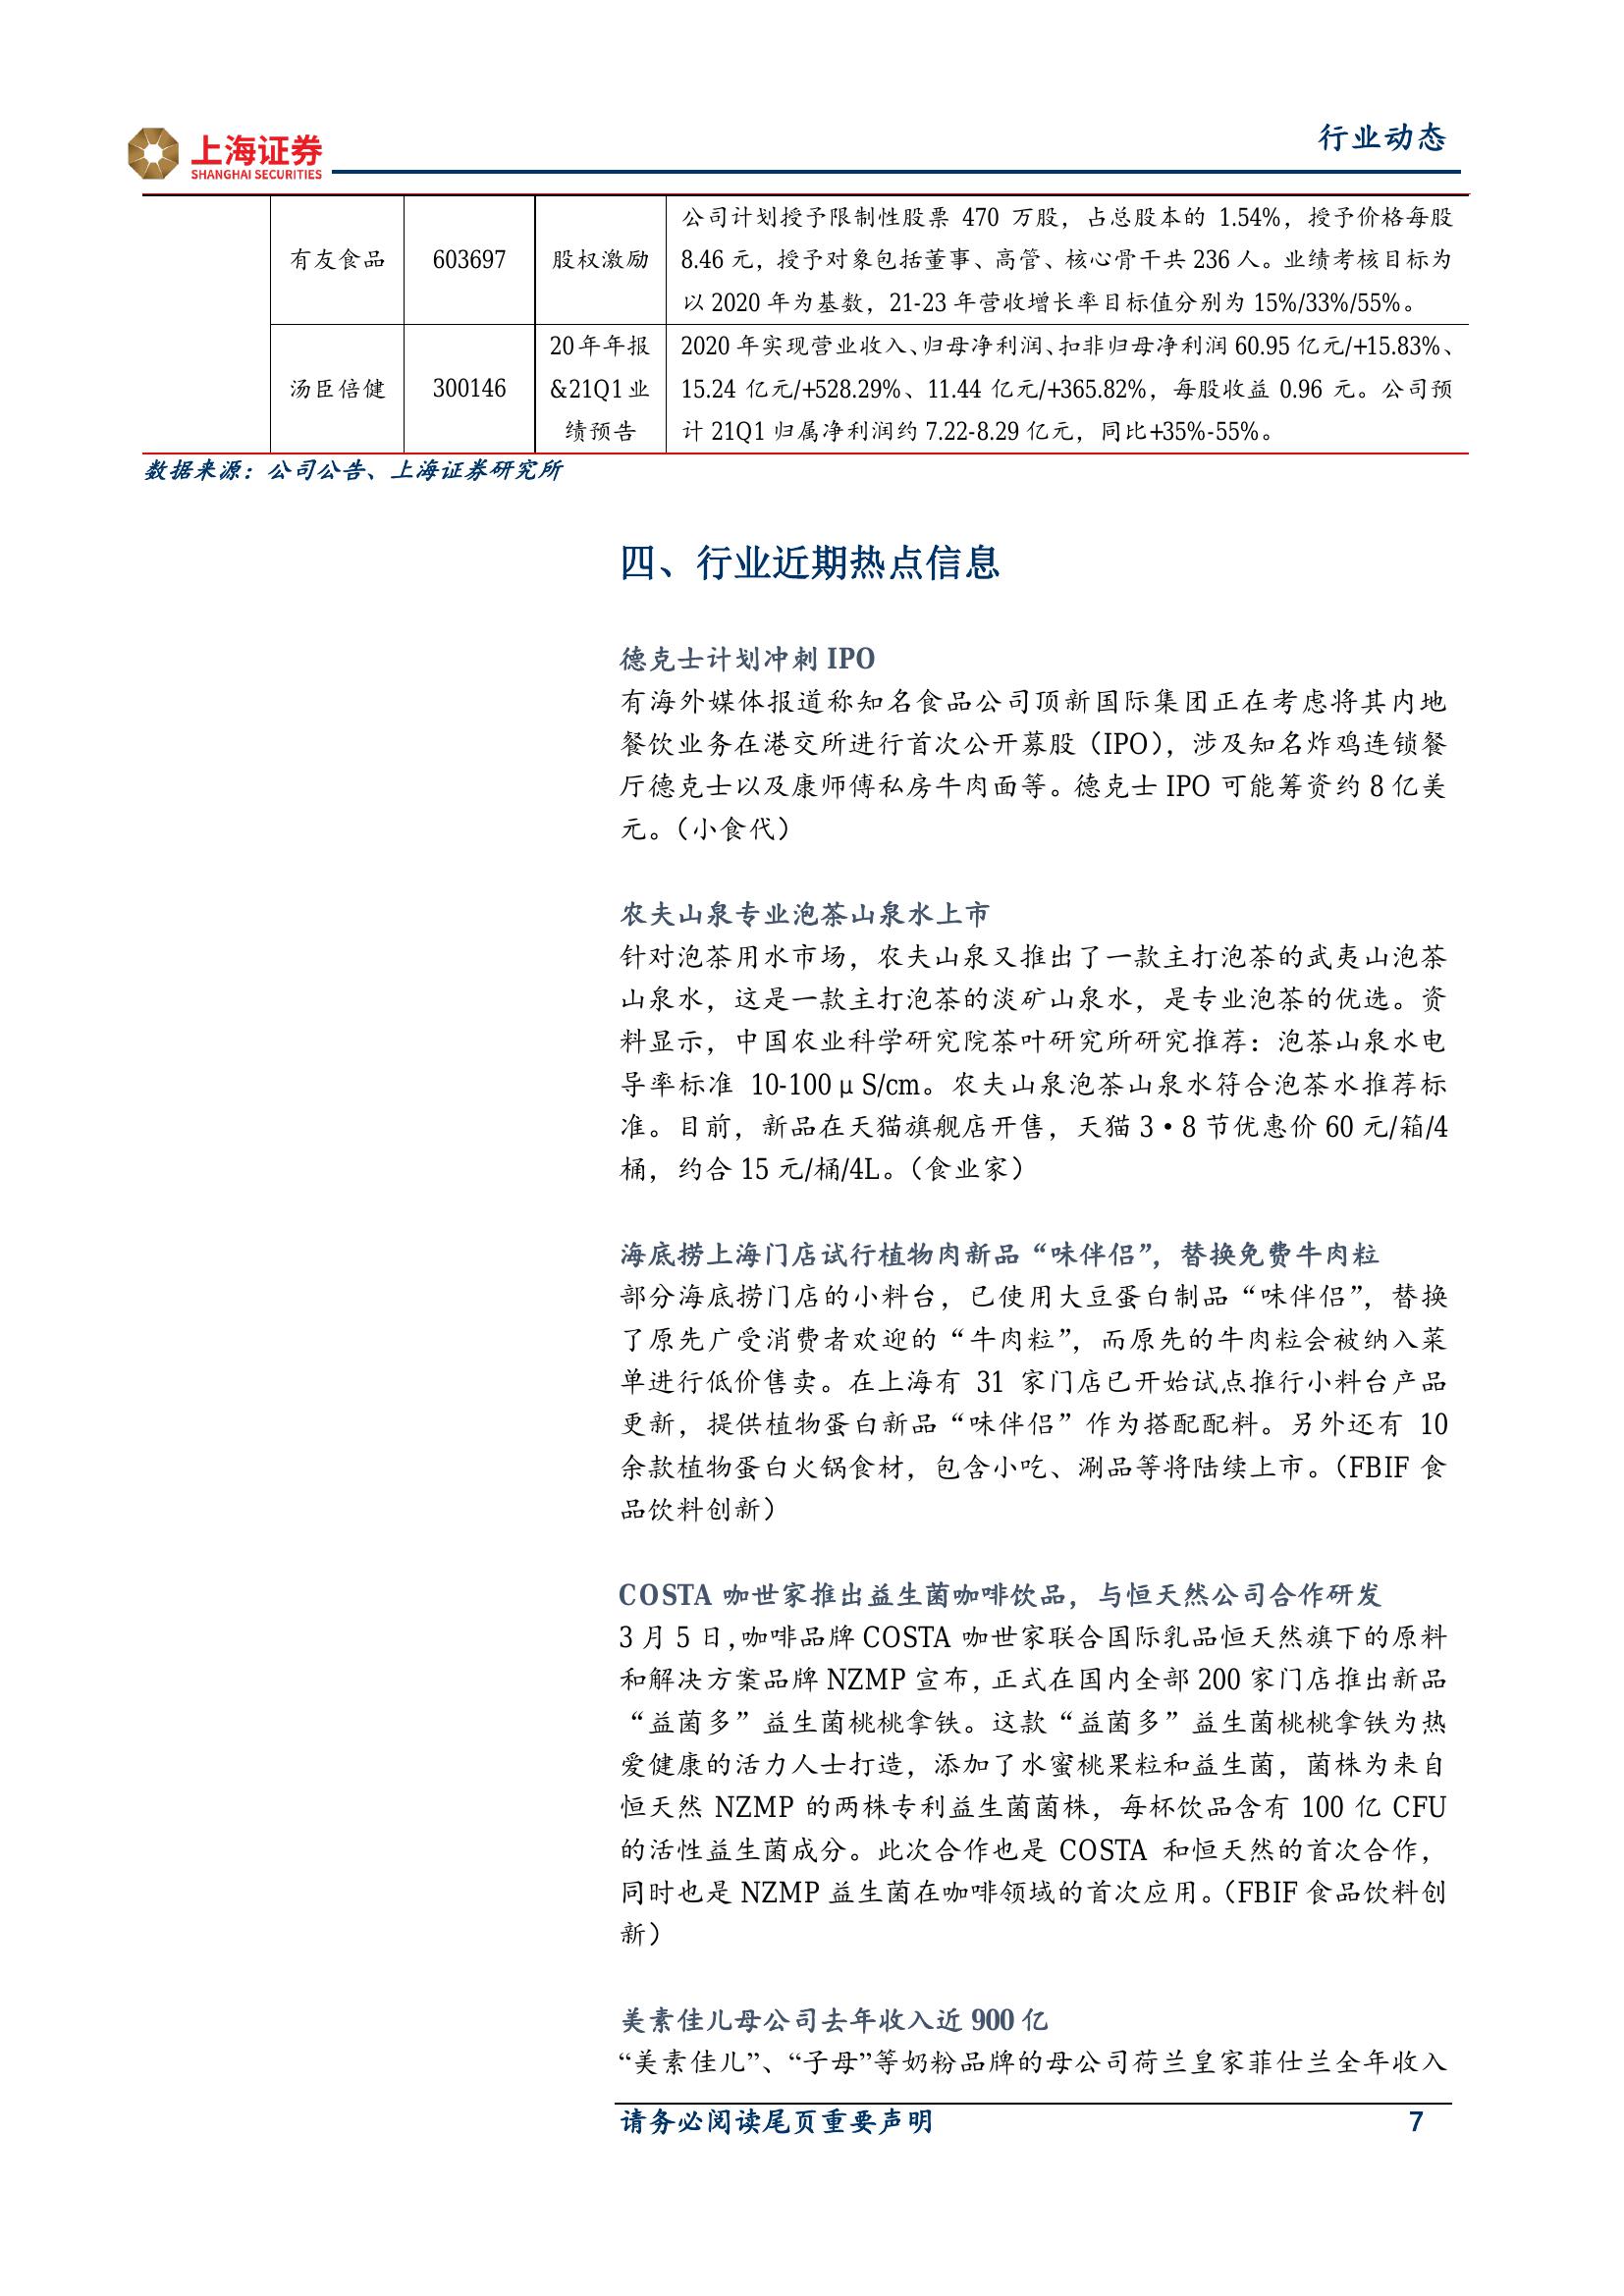 上海证券
SHANGHAI SECURITIES
行业动态
有友食品 603697 股权激励
公司计划授予限制性股票 470 万股，占总股本的 1.54%，授予价格每股
8.46 元，授予对象包括董事、高管、核心骨干共 236 人。业绩考核目标为
以 2020 年为基数，21-23 年营收增长率目标值分别为 15%/33%/55%。
汤臣倍健 300146
20 年年报
&21Q1 业
绩预告
2020 年实现营业收入、归母净利润、扣非归母净利润 60.95 亿元/+15.83%、
15.24 亿元/+528.29%、11.44 亿元/+365.82%，每股收益 0.96 元。公司预
计 21Q1 归属净利润约 7.22-8.29 亿元，同比+35%-55%。
数据来源：公司公告、上海证券研究所
四、行业近期热点信息
德克士计划冲刺 IPO
有海外媒体报道称知名食品公司顶新国际集团正在考虑将其内地
餐饮业务在港交所进行首次公开募股（IPO），涉及知名炸鸡连锁餐
厅德克士以及康师傅私房牛肉面等。德克士 IPO 可能筹资约 8 亿美
元。（小食代）
农夫山泉专业泡茶山泉水上市
针对泡茶用水市场，农夫山泉又推出了一款主打泡茶的武夷山泡茶
山泉水，这是一款主打泡茶的淡矿山泉水，是专业泡茶的优选。资
料显示，中国农业科学研究院茶叶研究所研究推荐：泡茶山泉水电
导率标准 10-100 μ S/cm。农夫山泉泡茶山泉水符合泡茶水推荐标
准。目前，新品在天猫旗舰店开售，天猫 3·8 节优惠价 60 元/箱/4
桶，约合 15 元/桶/4L。（食业家）
海底捞上海门店试行植物肉新品“味伴侣”，替换免费牛肉粒
部分海底捞门店的小料台，已使用大豆蛋白制品“味伴侣”，替换
了原先广受消费者欢迎的“牛肉粒”，而原先的牛肉粒会被纳入菜
单进行低价售卖。在上海有 31 家门店已开始试点推行小料台产品
更新，提供植物蛋白新品“味伴侣”作为搭配配料。另外还有 10
余款植物蛋白火锅食材，包含小吃、涮品等将陆续上市。（FBIF 食
品饮料创新）
COSTA 咖世家推出益生菌咖啡饮品，与恒天然公司合作研发
3 月 5 日，咖啡品牌 COSTA 咖世家联合国际乳品恒天然旗下的原料
和解决方案品牌 NZMP 宣布，正式在国内全部 200 家门店推出新品
“益菌多”益生菌桃桃拿铁。这款“益菌多”益生菌桃桃拿铁为热
爱健康的活力人士打造，添加了水蜜桃果粒和益生菌，菌株为来自
恒天然 NZMP 的两株专利益生菌菌株，每杯饮品含有 100 亿 CFU
的活性益生菌成分。此次合作也是 COSTA 和恒天然的首次合作，
同时也是 NZMP 益生菌在咖啡领域的首次应用。（FBIF 食品饮料创
新）
美素佳儿母公司去年收入近 900 亿
“美素佳儿”、“子母”等奶粉品牌的母公司荷兰皇家菲仕兰全年收入
请务必阅读尾页重要声明 7